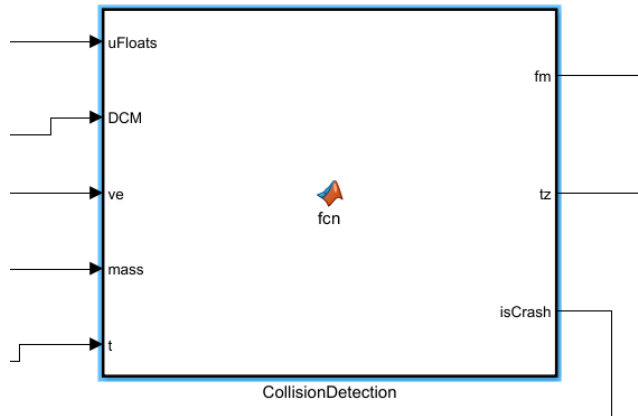 uFloats
fm
DCM
ve
tz
fcn
mass
isCrash
t
CollisionDetection